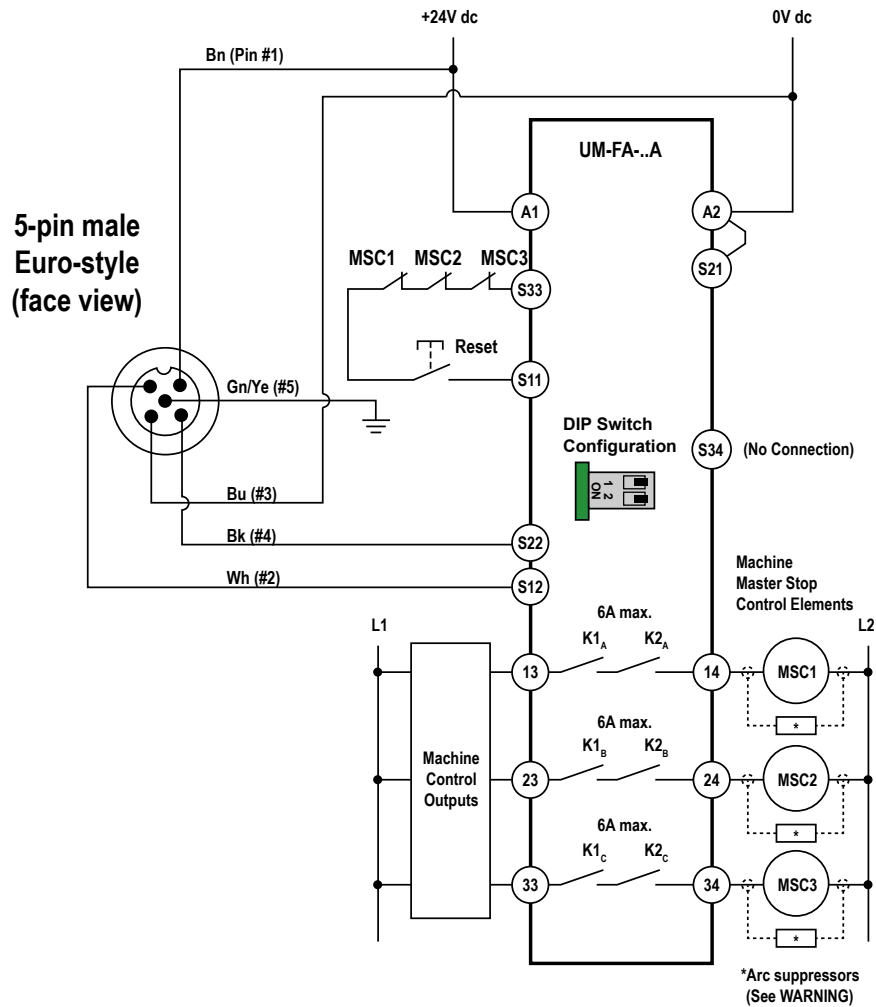 +24V dc
0V dc
Bn (Pin #1)
UM-FA-..A
5-pin male
Euro-style
(face view)
A1
A2
S21
MSC1 MSC2 MSC3
S33
Reset
S11
Gn/Ye (#5)
DIP Switch
Configuration
1 2
ON
S34
(No Connection)
Bu (#3)
Bk (#4)
S22
Wh (#2)
S12
Machine
Master Stop
Control Elements
L1
L2
6A max.
K1A
K2A
13
14
MSC1
*
6A max.
K1B
K2B
Machine
Control
Outputs
23
24
MSC2
*
6A max.
K1C
K2C
33
34
MSC3
*
*Arc suppressors
(See WARNING)